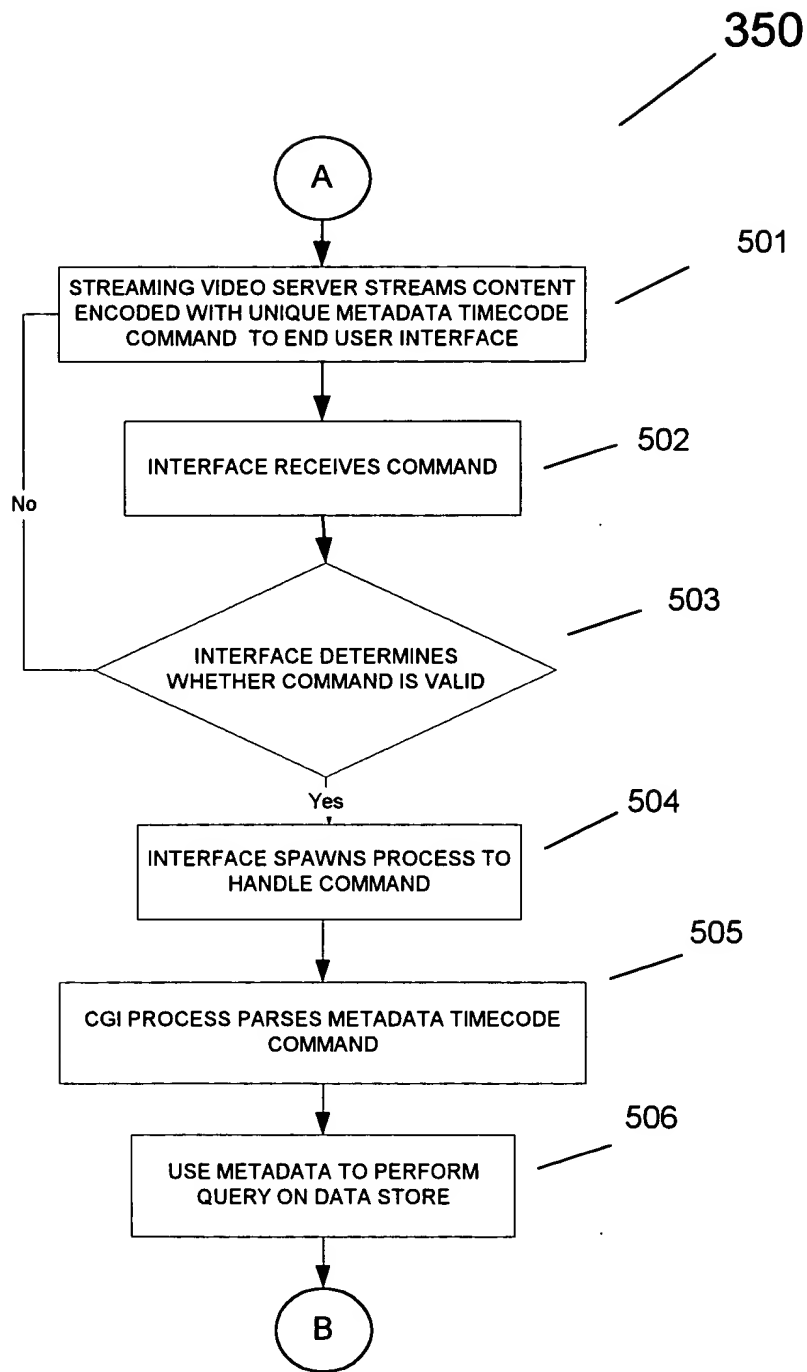 350
A
501
STREAMING VIDEO SERVER STREAMS CONTENT
ENCODED WITH UNIQUE METADATA TIMECODE
COMMAND TO END USER INTERFACE
502
INTERFACE RECEIVES COMMAND
No
503
INTERFACE DETERMINES
WHETHER COMMAND IS VALID
Yes
504
INTERFACE SPAWNS PROCESS TO
HANDLE COMMAND
505
CGI PROCESS PARSES METADATA TIMECODE
COMMAND
506
USE METADATA TO PERFORM
QUERY ON DATA STORE
B